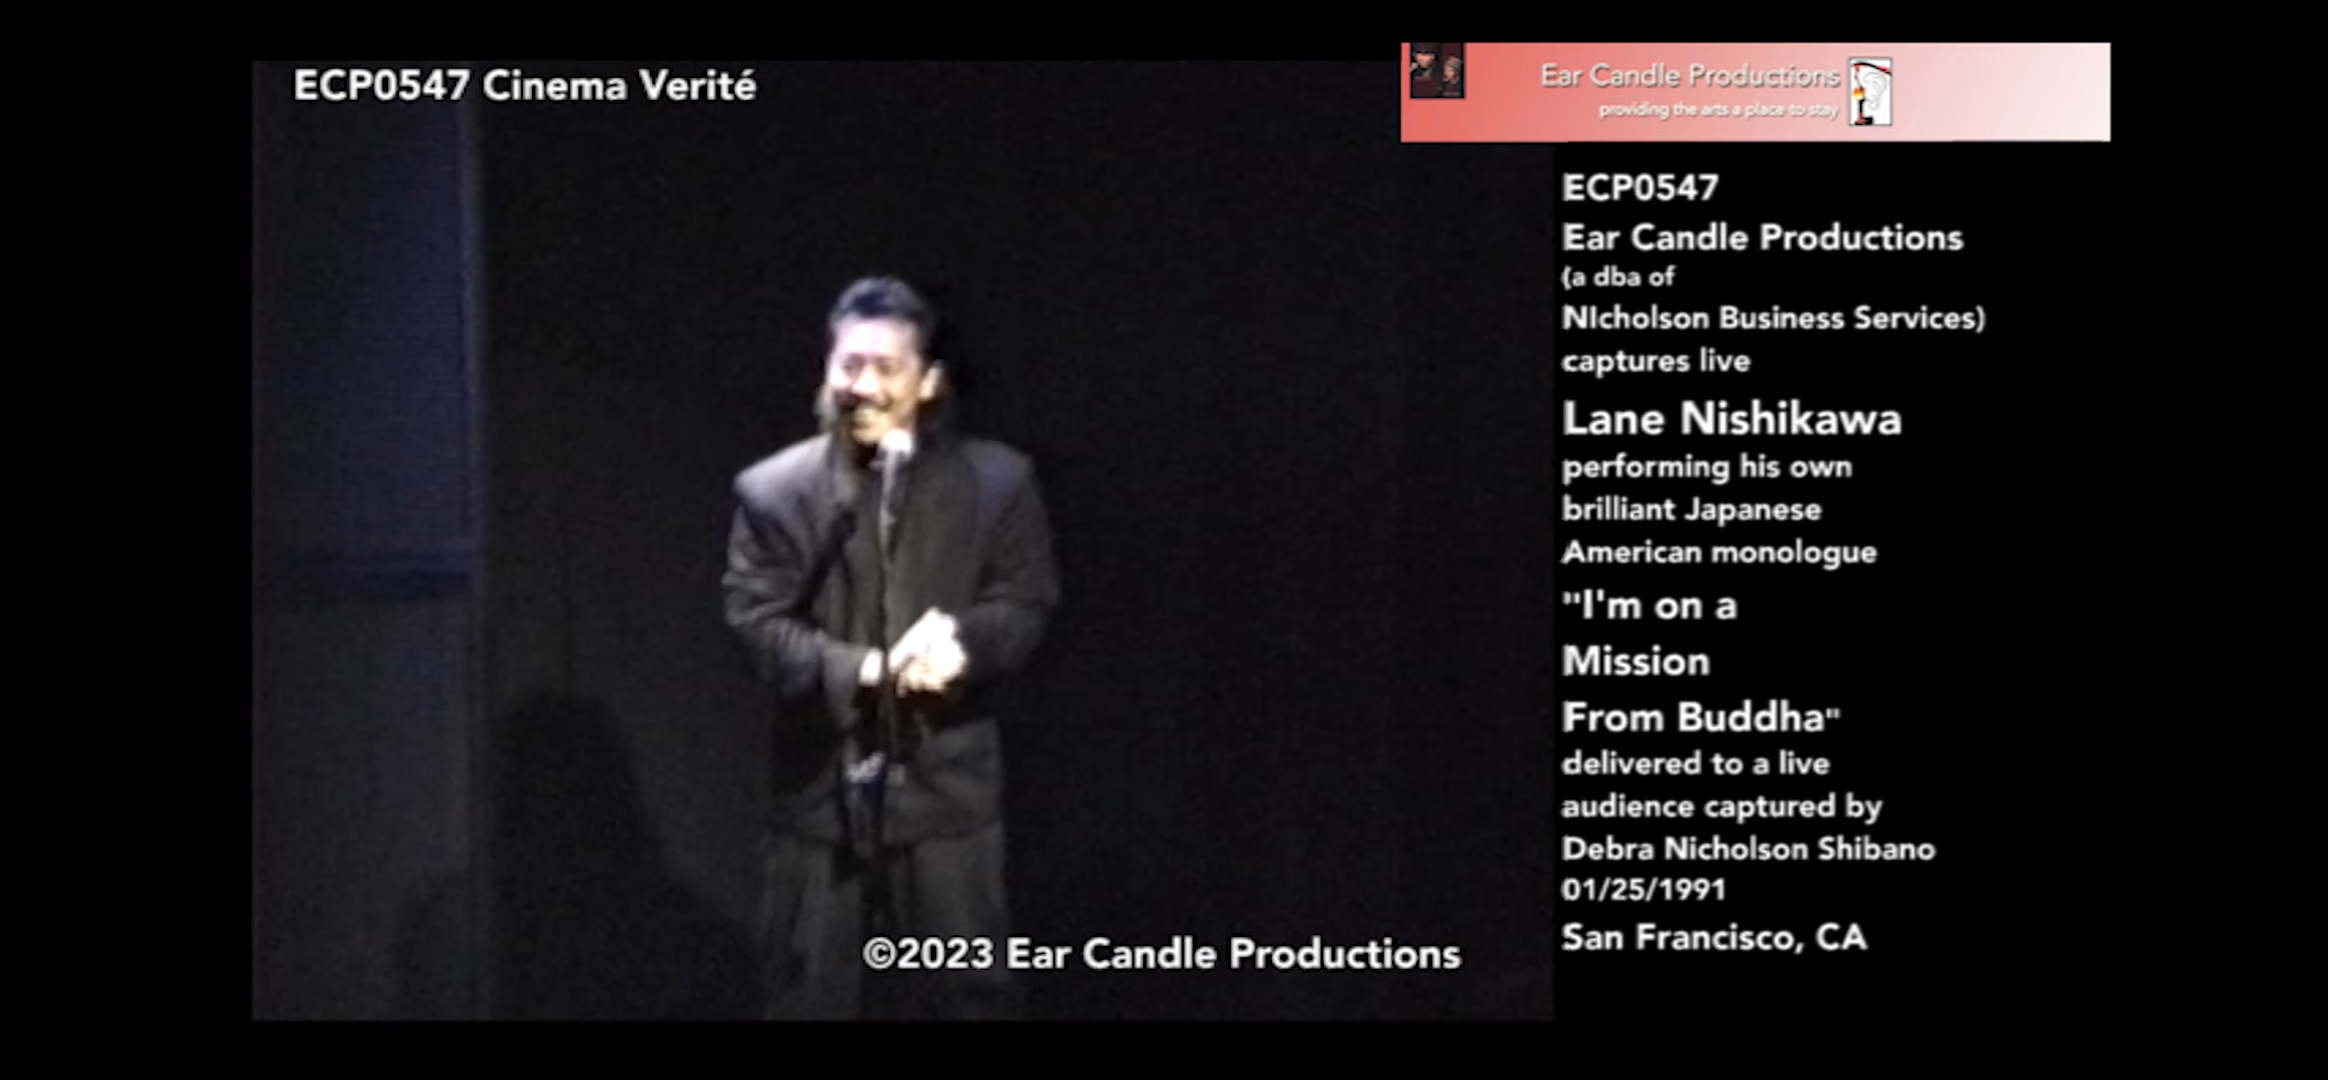 ECP0547 Cinema Verité
Ear Candle Productions
providing the arts a place to stay
ECP0547
Ear Candle Productions
(a dba of
NIcholson Business Services)
captures live
Lane Nishikawa
performing his own
brilliant Japanese
American monologue
"I'm on a
Mission
From Buddha"
delivered to a live
audience captured by
Debra Nicholson Shibano
01/25/1991
San Francisco, CA
©2023 Ear Candle Productions